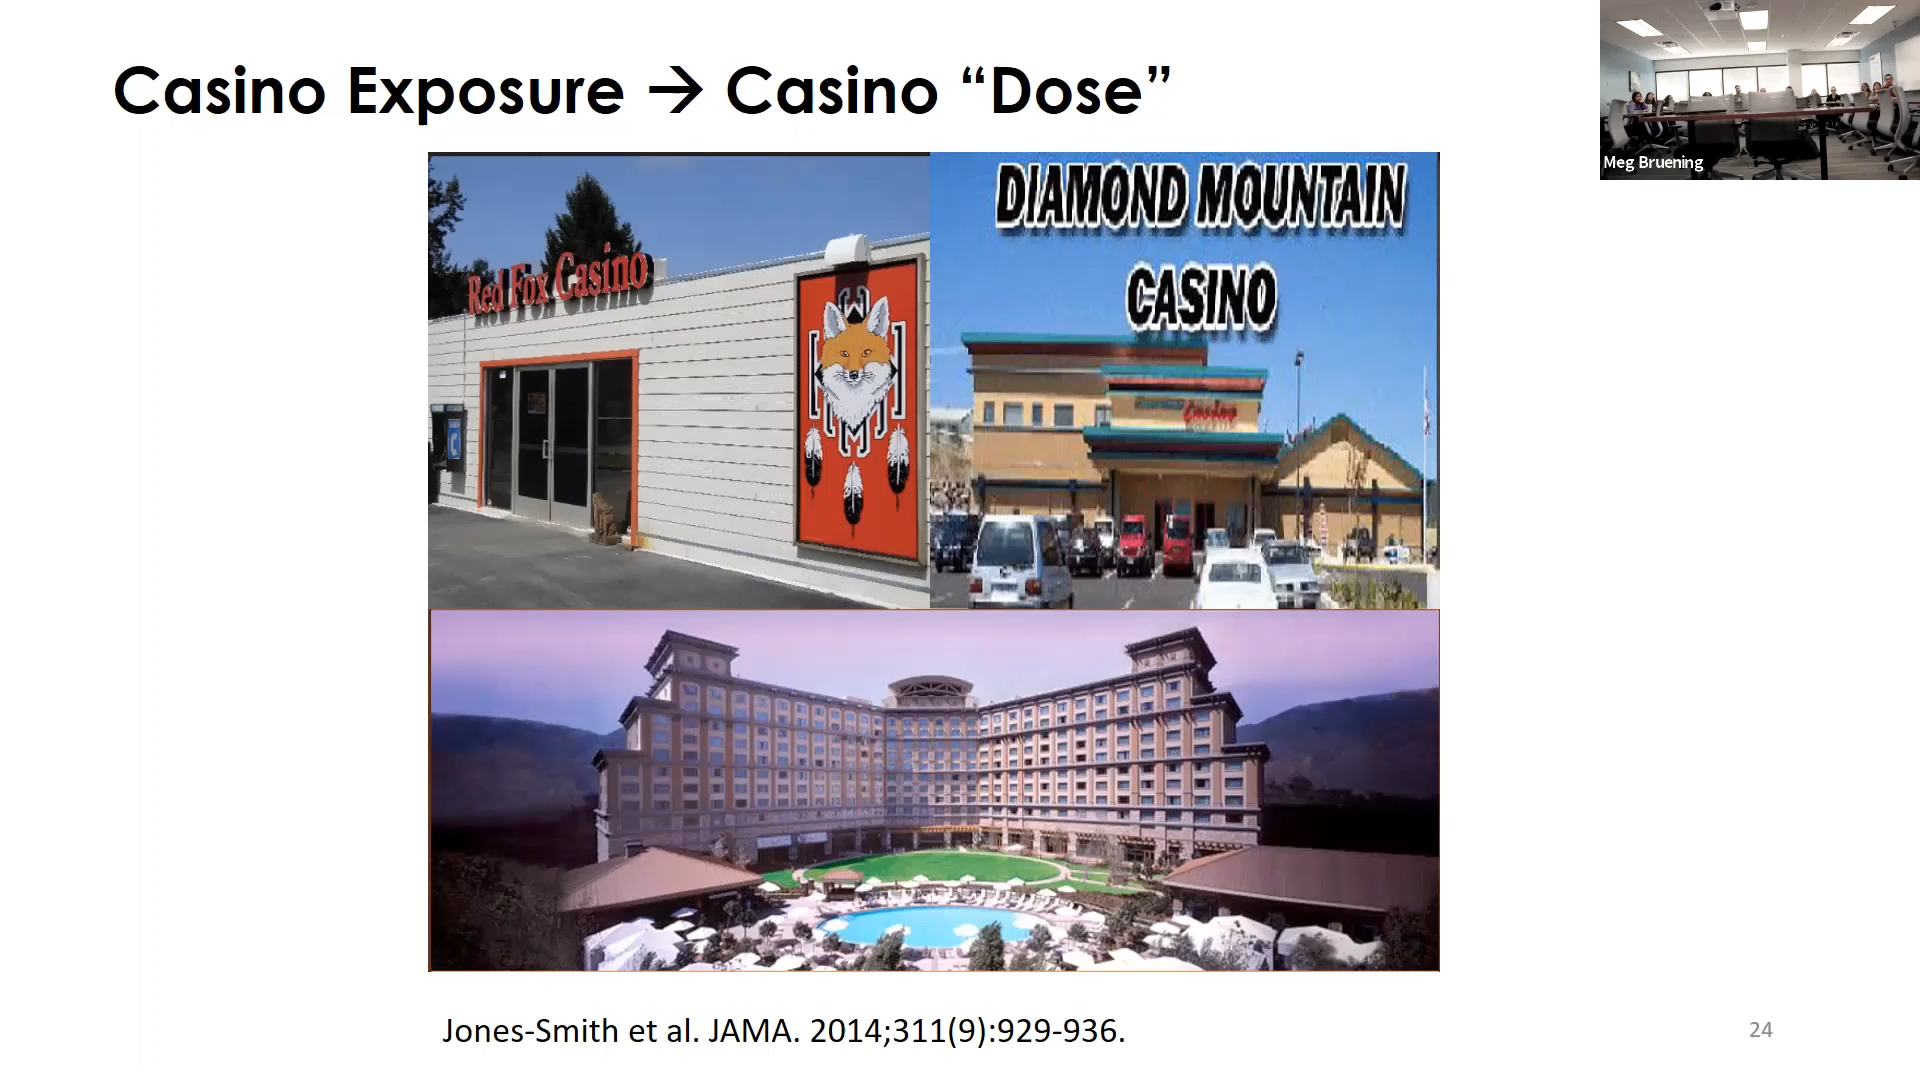 Casino Exposure → Casino “Dose”
Meg Bruening
Red Fox Casino
DIAMOND MOUNTAIN
CASINO
Casino
Jones-Smith et al. JAMA. 2014;311(9):929-936.
24